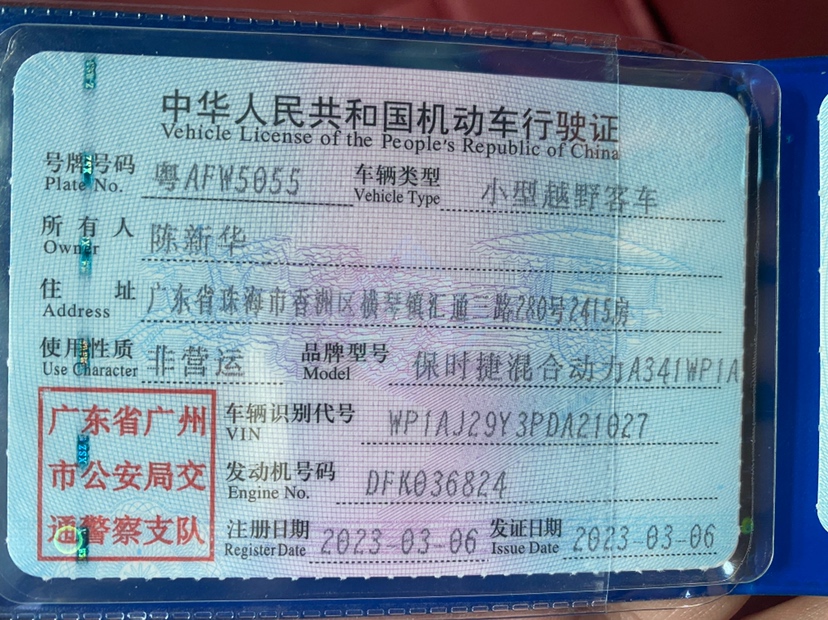 中华人民共和国机动车行驶证
Vehicle License of the People's Republic of China
号牌号码 粤AFW5055 车辆类型 小型越野客车
Plate No. Vehicle Type
所有人 陈新华
Owner
住址 广东省珠海市香洲区横琴镇汇通三路280号2415房
Address
使用性质 非营运 品牌型号 保时捷混合动力A341WP1A
Use Character Model
广东省广州
市公安局交
通警察支队
车辆识别代号 WP1AJ29Y3PDA21027
VIN
发动机号码 DFK036824
Engine No.
注册日期 2023-03-06 发证日期 2023-03-06
Register Date Issue Date